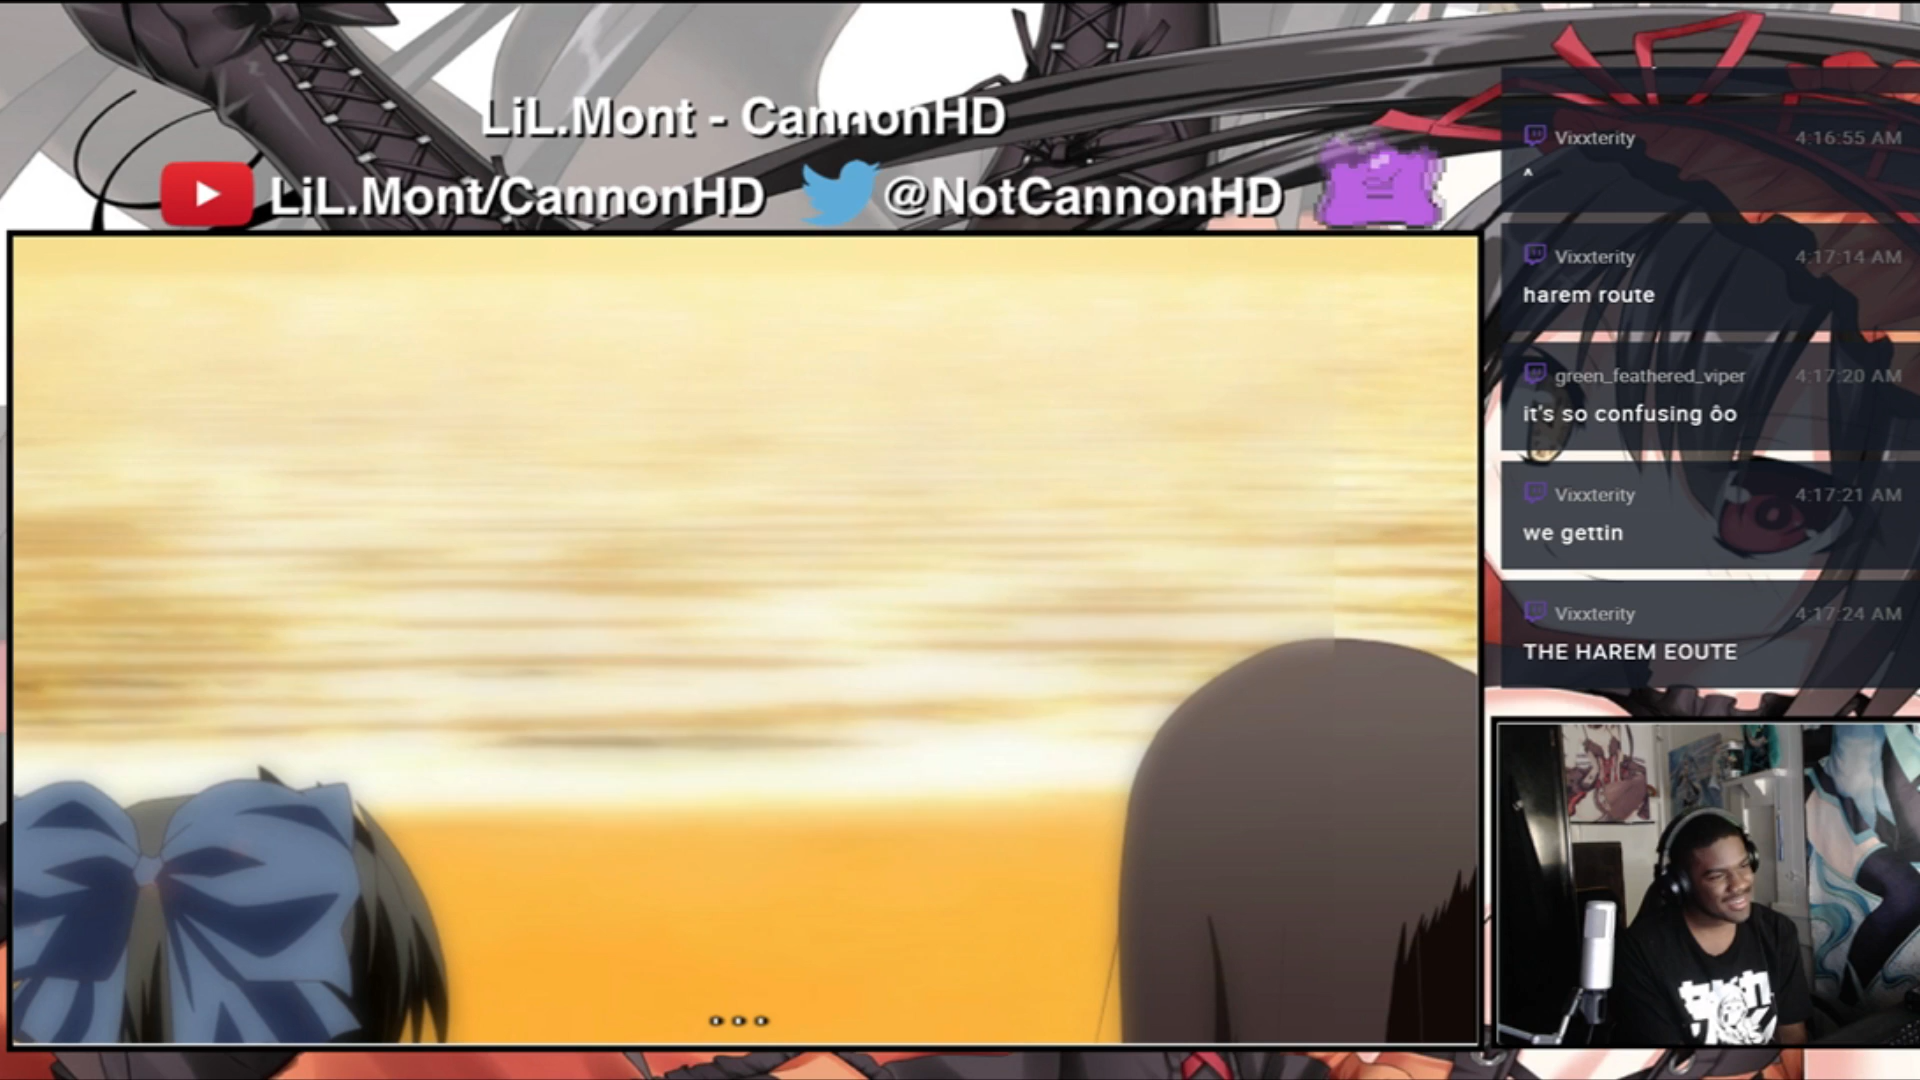 LiL.Mont - CannonHD
LiL.Mont/CannonHD
@NotCannonHD
Vixxterity 4:16:55 AM
^
Vixxterity 4:17:14 AM
harem route
green_feathered_viper 4:17:20 AM
it's so confusing ôo
Vixxterity 4:17:21 AM
we gettin
Vixxterity 4:17:24 AM
THE HAREM EOUTE
...